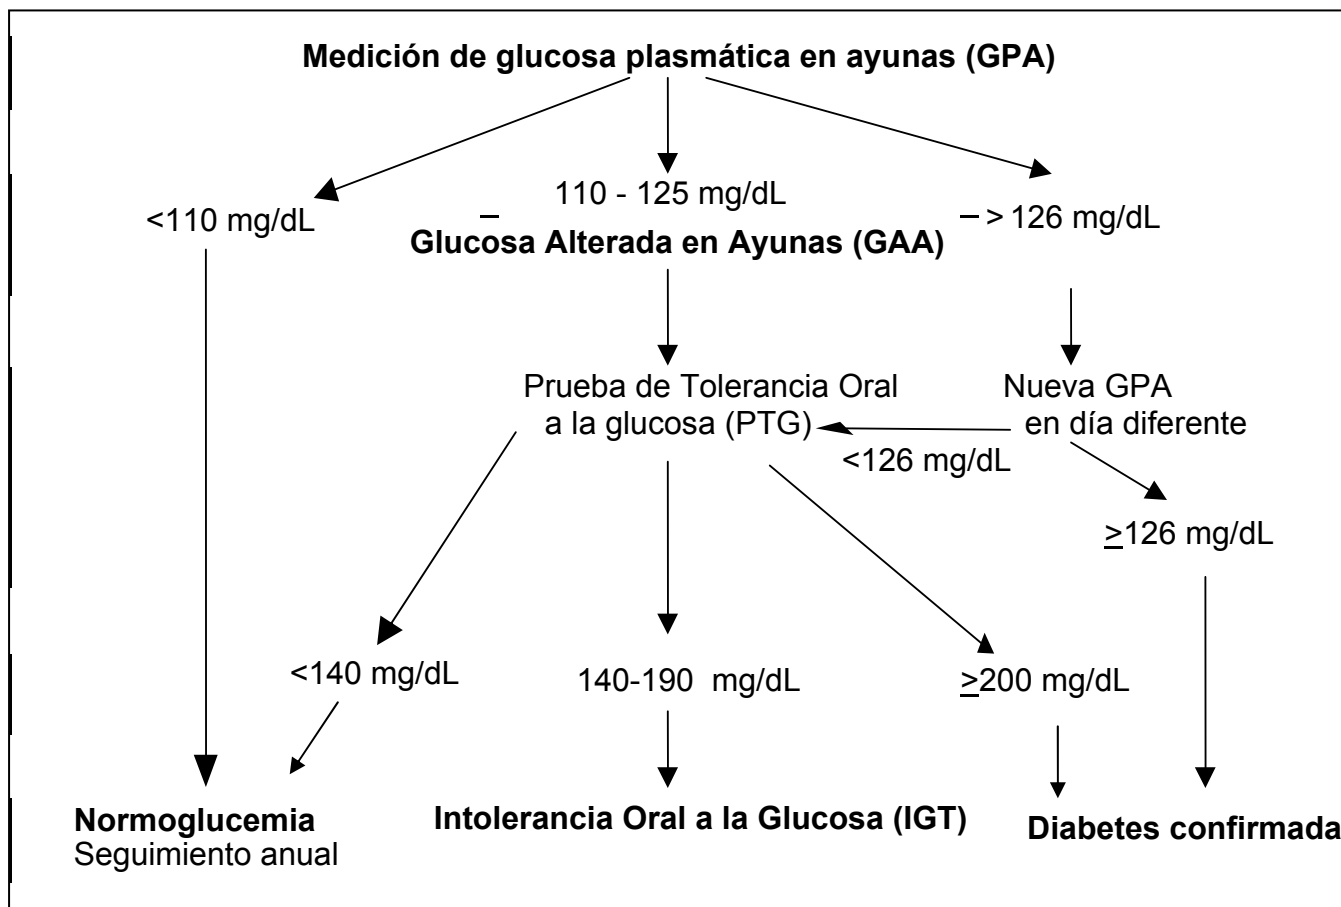 Medición de glucosa plasmática en ayunas (GPA)
<110 mg/dL
110 - 125 mg/dL
> 126 mg/dL
Glucosa Alterada en Ayunas (GAA)
Prueba de Tolerancia Oral
a la glucosa (PTG)
Nueva GPA
en día diferente
<126 mg/dL
≥126 mg/dL
<140 mg/dL
140-190 mg/dL
≥200 mg/dL
Normoglucemia
Seguimiento anual
Intolerancia Oral a la Glucosa (IGT)
Diabetes confirmada